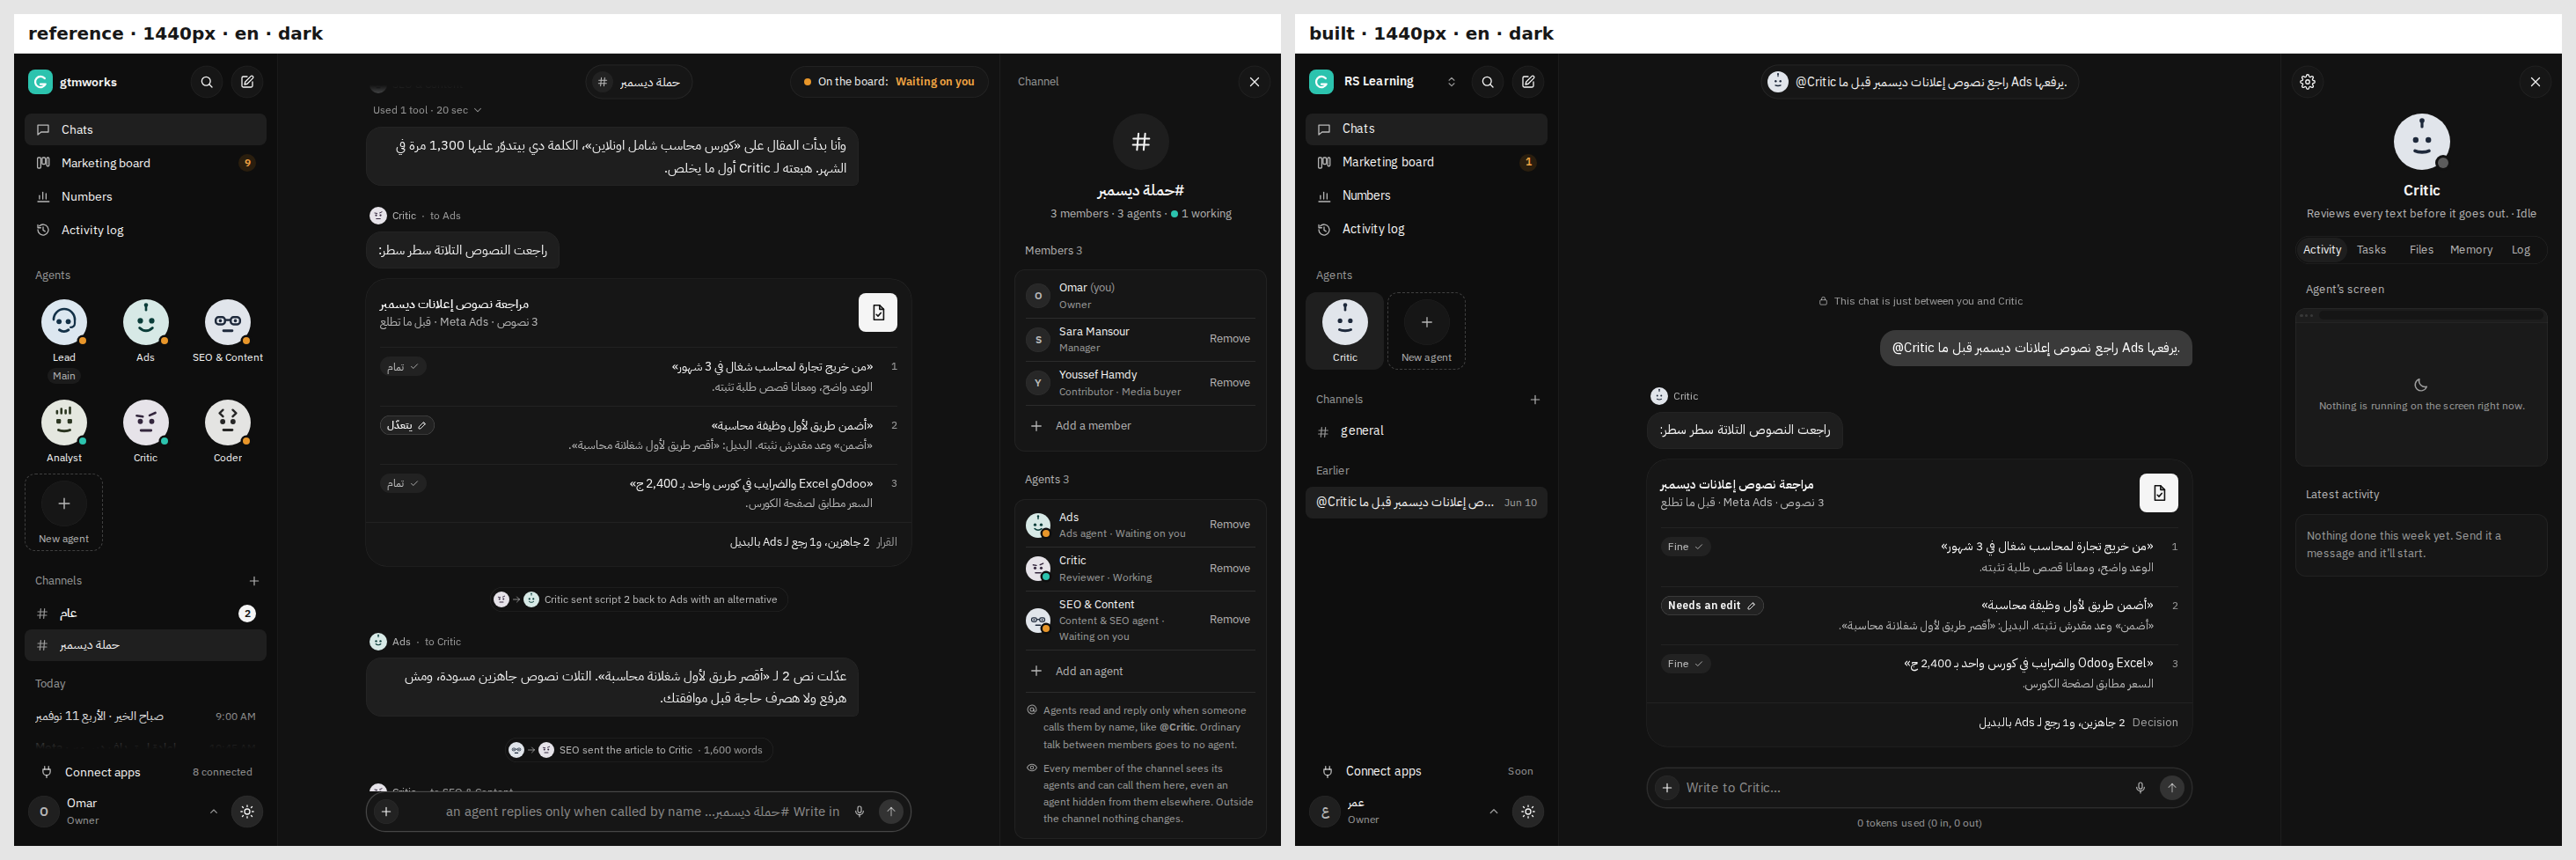 reference · 1440px · en · dark
gtmworks
Chats
Marketing board 9
Numbers
Activity log
Agents
Lead
Ads
SEO & Content
Main
Analyst
Critic
Coder
New agent
Channels
عام 2
حملة ديسمبر
Today
صباح الخير · الأربع 11 نوفمبر 9:00 AM
Connect apps 8 connected
O Omar
Owner
# حملة ديسمبر
On the board: Waiting on you
Used 1 tool · 20 sec
وأنا بدأت المقال على «كورس محاسب شامل اونلاين»، الكلمة دي بيتدوّر عليها 1,300 مرة في
الشهر. هبعته لـ Critic أول ما يخلص.
Critic · to Ads
راجعت النصوص التلاتة سطر سطر:
مراجعة نصوص إعلانات ديسمبر
3 نصوص · Meta Ads · قبل ما تطلع
1 «من خريج تجارة لمحاسب شغال في 3 شهور» تمام
الوعد واضح، ومعانا قصص طلبة تثبته.
2 «أضمن طريق لأول وظيفة محاسبة» يتعدّل
«أضمن» وعد مقدرش نثبته. البديل: «أقصر طريق لأول شغلانة محاسبة».
3 «Odooو Excel والضرايب في كورس واحد بـ 2,400 ج» تمام
السعر مطابق لصفحة الكورس.
القرار 2 جاهزين، و1 رجع لـ Ads بالبديل
Critic sent script 2 back to Ads with an alternative
Ads · to Critic
عدّلت نص 2 لـ «أقصر طريق لأول شغلانة محاسبة». التلات نصوص جاهزين مسودة، ومش
هرفع ولا هصرف حاجة قبل موافقتك.
SEO sent the article to Critic · 1,600 words
Critic · to SEO & Content
an agent replies only when called by name ...حملة ديسمبر# Write in
Channel
#حملة ديسمبر
3 members · 3 agents · 1 working
Members 3
O Omar (you)
Owner
S Sara Mansour
Manager
Remove
Y Youssef Hamdy
Contributor · Media buyer
Remove
Add a member
Agents 3
Ads
Ads agent · Waiting on you
Remove
Critic
Reviewer · Working
Remove
SEO & Content
Content & SEO agent ·
Waiting on you
Remove
Add an agent
Agents read and reply only when someone
calls them by name, like @Critic. Ordinary
talk between members goes to no agent.
Every member of the channel sees its
agents and can call them here, even an
agent hidden from them elsewhere. Outside
the channel nothing changes.
built · 1440px · en · dark
RS Learning
Chats
Marketing board 1
Numbers
Activity log
Agents
Critic
New agent
Channels
# general
Earlier
@Critic ص إعلانات ديسمبر قبل ما... Jun 10
Connect apps Soon
ع عمر
Owner
@Critic راجع نصوص إعلانات ديسمبر قبل ما Ads يرفعها.
This chat is just between you and Critic
@Critic راجع نصوص إعلانات ديسمبر قبل ما Ads يرفعها.
Critic
راجعت النصوص التلاتة سطر سطر:
مراجعة نصوص إعلانات ديسمبر
3 نصوص · Meta Ads · قبل ما تطلع
1 «من خريج تجارة لمحاسب شغال في 3 شهور» Fine
الوعد واضح، ومعانا قصص طلبة تثبته.
2 «أضمن طريق لأول وظيفة محاسبة» Needs an edit
«أضمن» وعد مقدرش نثبته. البديل: «أقصر طريق لأول شغلانة محاسبة».
3 «Excel وOdoo والضرايب في كورس واحد بـ 2,400 ج» Fine
السعر مطابق لصفحة الكورس.
Decision 2 جاهزين، و1 رجع لـ Ads بالبديل
Write to Critic...
0 tokens used (0 in, 0 out)
Critic
Reviews every text before it goes out. · Idle
Activity Tasks Files Memory Log
Agent's screen
Nothing is running on the screen right now.
Latest activity
Nothing done this week yet. Send it a
message and it'll start.